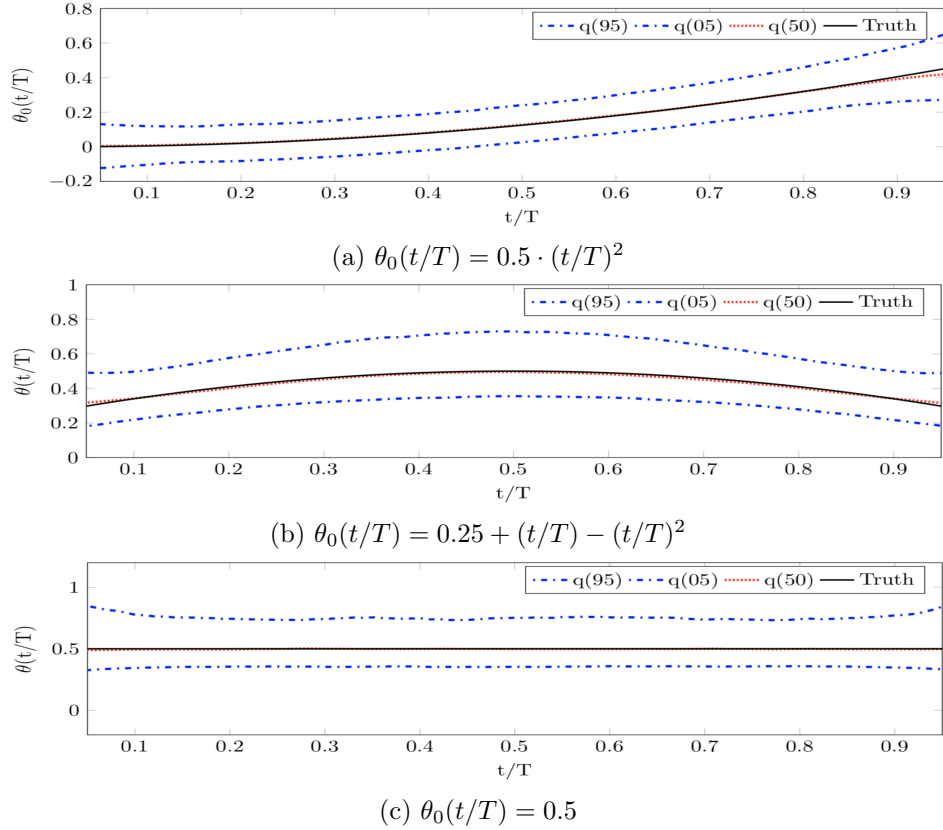 0.8
0.6
0.4
0.2
0
−0.2
θ₀(t/T)
q(95) q(05) q(50) Truth
0.1 0.2 0.3 0.4 0.5 0.6 0.7 0.8 0.9
t/T
(a) θ₀(t/T) = 0.5 · (t/T)²
1
0.8
0.6
0.4
0.2
0
θ(t/T)
q(95) q(05) q(50) Truth
0.1 0.2 0.3 0.4 0.5 0.6 0.7 0.8 0.9
t/T
(b) θ₀(t/T) = 0.25 + (t/T) − (t/T)²
1
0.5
0
θ(t/T)
q(95) q(05) q(50) Truth
0.1 0.2 0.3 0.4 0.5 0.6 0.7 0.8 0.9
t/T
(c) θ₀(t/T) = 0.5